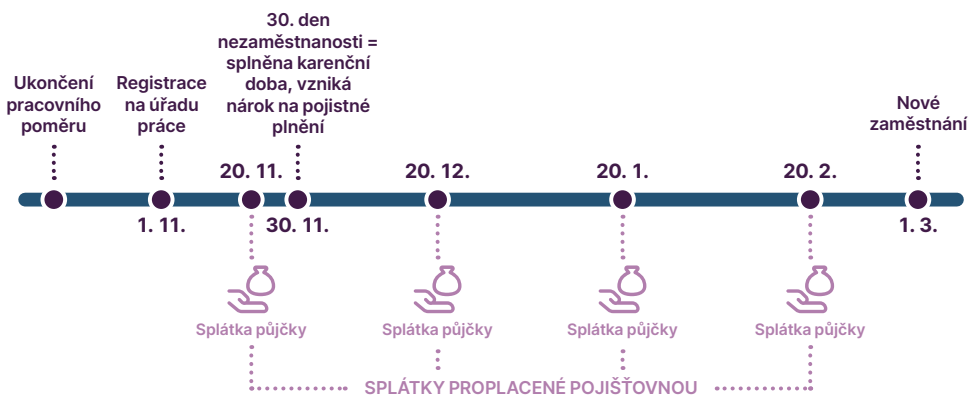 Ukončení
pracovního
poměru
Registrace
na úřadu
práce
30. den
nezaměstnanosti =
splněna karenční
doba, vzniká
nárok na pojistné
plnění
Nové
zaměstnání
20. 11.
20. 12.
20. 1.
20. 2.
1. 11.
30. 11.
1. 3.
Splátka půjčky
Splátka půjčky
Splátka půjčky
Splátka půjčky
SPLÁTKY PROPLACENÉ POJIŠŤOVNOU